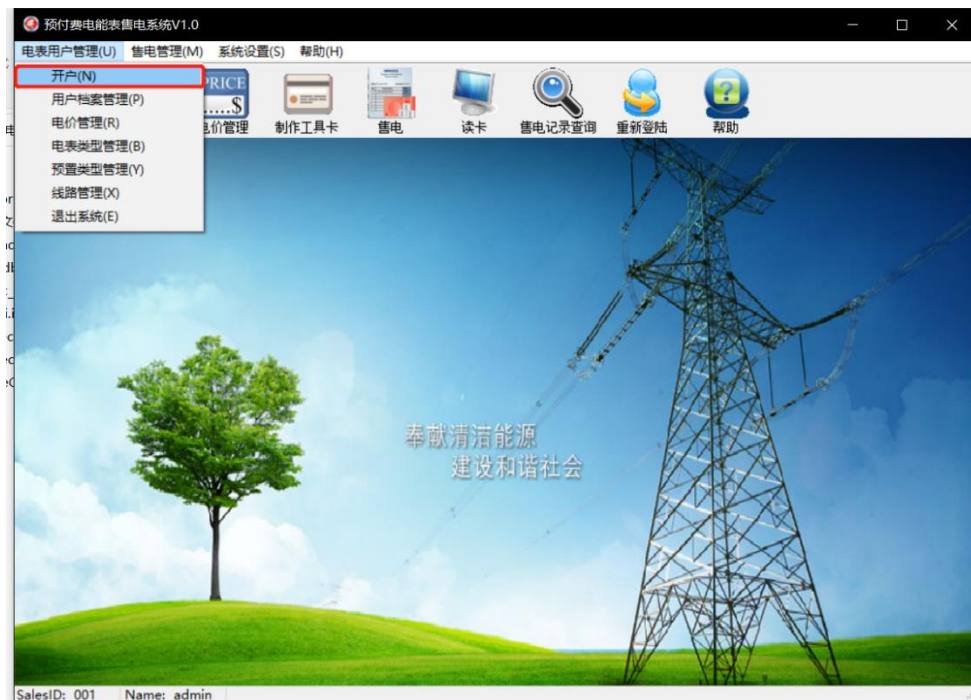 预付费电能表售电系统V1.0
电表用户管理(U) 售电管理(M) 系统设置(S) 帮助(H)
开户(N)
用户档案管理(P)
电价管理(R)
电表类型管理(B)
预置类型管理(Y)
线路管理(X)
退出系统(E)
PRICE
.....$
电价管理 制作工具卡 售电 读卡 售电记录查询 重新登陆 帮助
奉献清洁能源
建设和谐社会
SalesID: 001 Name: admin